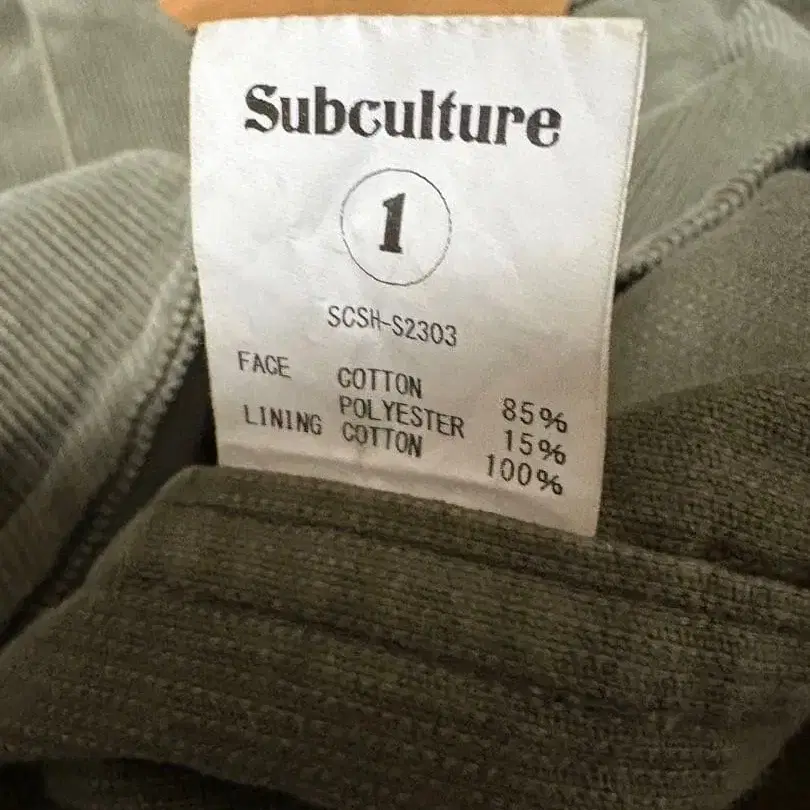 Subculture
1
SCSH-S2303
FACE COTTON 85%
POLYESTER 15%
LINING COTTON 100%